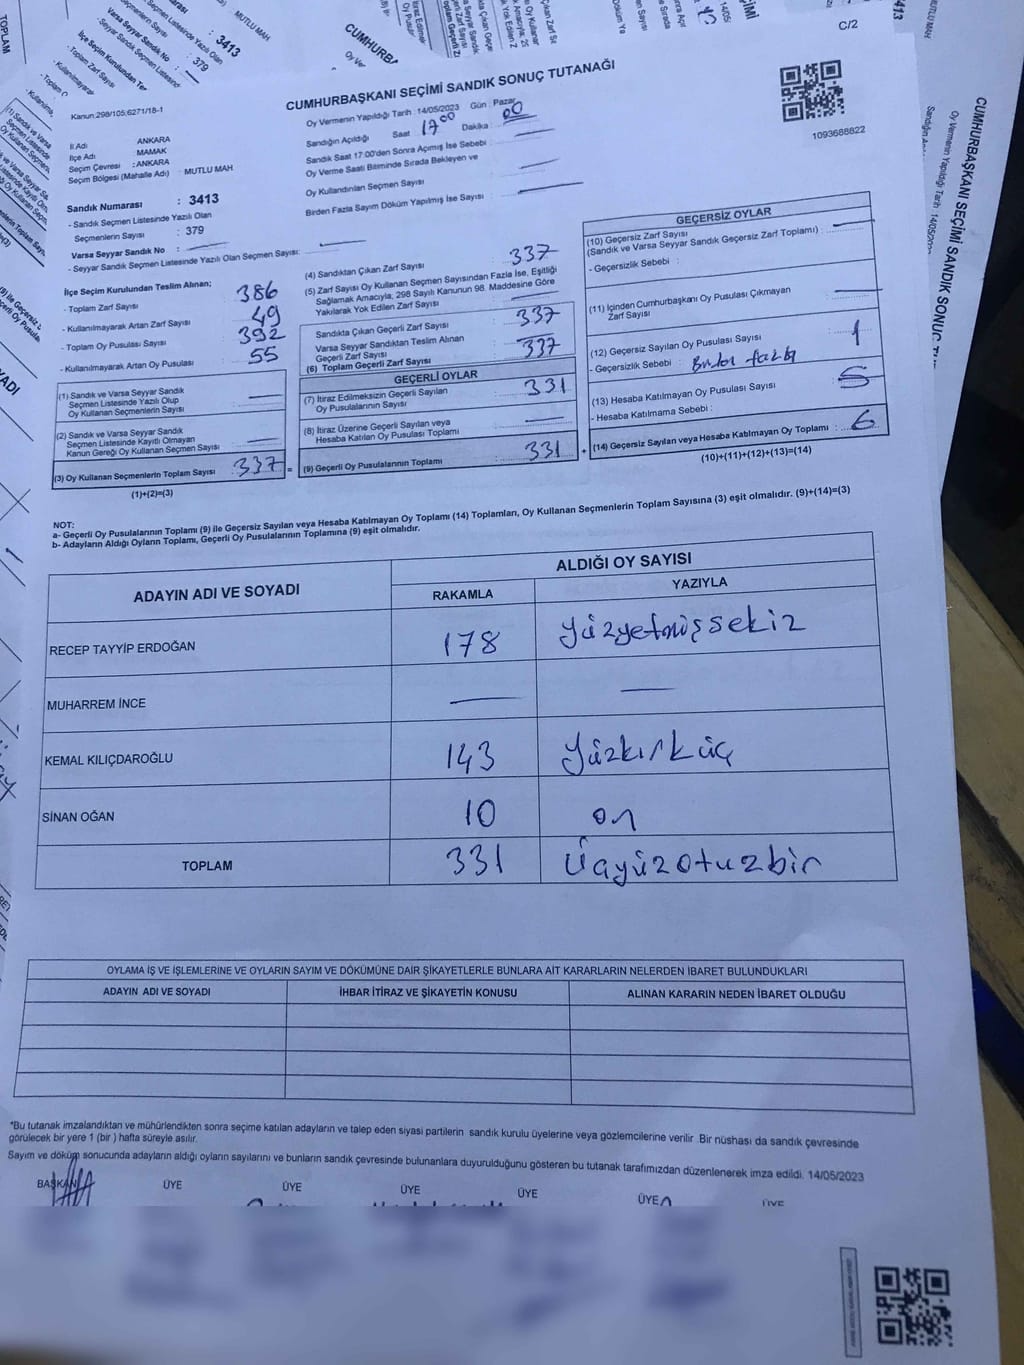 C/2
CUMHURBAŞKANI SEÇİMİ SANDIK SONUÇ TUTANAĞI
Kanun:298/105;6271/18-1
1093688822
Oy Vermenin Yapıldığı Tarih : 14/05/2023 Gün : Pazar
Sandığın Açıldığı Saat : 17⁰⁰ Dakika : 00
Sandık Saat 17:00'den Sonra Açımış İse Sebebi :
Oy Verme Saati Bitiminde Sırada Bekleyen ve
Oy Kullandırılan Seçmen Sayısı :
Birden Fazla Sayım Döküm Yapılmış İse Sayısı :
İl Adı : ANKARA
İlçe Adı : MAMAK
Seçim Çevresi : ANKARA
Seçim Bölgesi (Mahalle Adı) : MUTLU MAH
Sandık Numarası : 3413
- Sandık Seçmen Listesinde Yazılı Olan
Seçmenlerin Sayısı : 379
Varsa Seyyar Sandık No :
- Seyyar Sandık Seçmen Listesinde Yazılı Olan Seçmen Sayısı:
İlçe Seçim Kurulundan Teslim Alınan;
- Toplam Zarf Sayısı : 386
- Kullanılmayarak Artan Zarf Sayısı : 49
- Toplam Oy Pusulası Sayısı : 392
- Kullanılmayarak Artan Oy Pusulası : 55
(1) Sandık ve Varsa Seyyar Sandık
Seçmen Listesinde Yazılı Olup
Oy Kullanan Seçmenlerin Sayısı :
(2) Sandık ve Varsa Seyyar Sandık
Seçmen Listesinde Kayıtlı Olmayan
Kanun Gereği Oy Kullanan Seçmen Sayısı :
(3) Oy Kullanan Seçmenlerin Toplam Sayısı : 337 =
(1)+(2)=(3)
(4) Sandıktan Çıkan Zarf Sayısı : 337
(5) Zarf Sayısı Oy Kullanan Seçmen Sayısından Fazla İse, Eşitliği
Sağlamak Amacıyla, 298 Sayılı Kanunun 98. Maddesine Göre
Yakılarak Yok Edilen Zarf Sayısı :
Sandıkta Çıkan Geçerli Zarf Sayısı : 337
Varsa Seyyar Sandıktan Teslim Alınan
Geçerli Zarf Sayısı :
(6) Toplam Geçerli Zarf Sayısı : 337
GEÇERLİ OYLAR
(7) İtiraz Edilmeksizin Geçerli Sayılan
Oy Pusulalarının Sayısı : 331
(8) İtiraz Üzerine Geçerli Sayılan veya
Hesaba Katılan Oy Pusulası Toplamı :
(9) Geçerli Oy Pusulalarının Toplamı : 331 +
GEÇERSİZ OYLAR
(10) Geçersiz Zarf Sayısı
(Sandık ve Varsa Seyyar Sandık Geçersiz Zarf Toplamı) :
- Geçersizlik Sebebi :
(11) İçinden Cumhurbaşkanı Oy Pusulası Çıkmayan
Zarf Sayısı :
(12) Geçersiz Sayılan Oy Pusulası Sayısı : 1
- Geçersizlik Sebebi : Birden fazla
(13) Hesaba Katılmayan Oy Pusulası Sayısı : 5
- Hesaba Katılmama Sebebi :
(14) Geçersiz Sayılan veya Hesaba Katılmayan Oy Toplamı : 6
(10)+(11)+(12)+(13)=(14)
NOT:
a- Geçerli Oy Pusulalarının Toplamı (9) ile Geçersiz Sayılan veya Hesaba Katılmayan Oy Toplamı (14) Toplamları, Oy Kullanan Seçmenlerin Toplam Sayısına (3) eşit olmalıdır. (9)+(14)=(3)
b- Adayların Aldığı Oyların Toplamı, Geçerli Oy Pusulalarının Toplamına (9) eşit olmalıdır.
ADAYIN ADI VE SOYADI
ALDIĞI OY SAYISI
RAKAMLA YAZIYLA
RECEP TAYYİP ERDOĞAN 178 yüzyetmişsekiz
MUHARREM İNCE
KEMAL KILIÇDAROĞLU 143 yüzkırküç
SİNAN OĞAN 10 on
TOPLAM 331 üçyüzotuzbir
OYLAMA İŞ VE İŞLEMLERİNE VE OYLARIN SAYIM VE DÖKÜMÜNE DAİR ŞİKAYETLERLE BUNLARA AİT KARARLARIN NELERDEN İBARET BULUNDUKLARI
ADAYIN ADI VE SOYADI İHBAR İTİRAZ VE ŞİKAYETİN KONUSU ALINAN KARARIN NEDEN İBARET OLDUĞU
*Bu tutanak imzalandıktan ve mühürlendikten sonra seçime katılan adayların ve talep eden siyasi partilerin sandık kurulu üyelerine veya gözlemcilerine verilir. Bir nüshası da sandık çevresinde
görülecek bir yere 1 (bir ) hafta süreyle asılır.
Sayım ve döküm sonucunda adayların aldığı oyların sayılarını ve bunların sandık çevresinde bulunanlara duyurulduğunu gösteren bu tutanak tarafımızdan düzenlenerek imza edildi. 14/05/2023
BAŞKAN ÜYE ÜYE ÜYE ÜYE ÜYE ÜYE